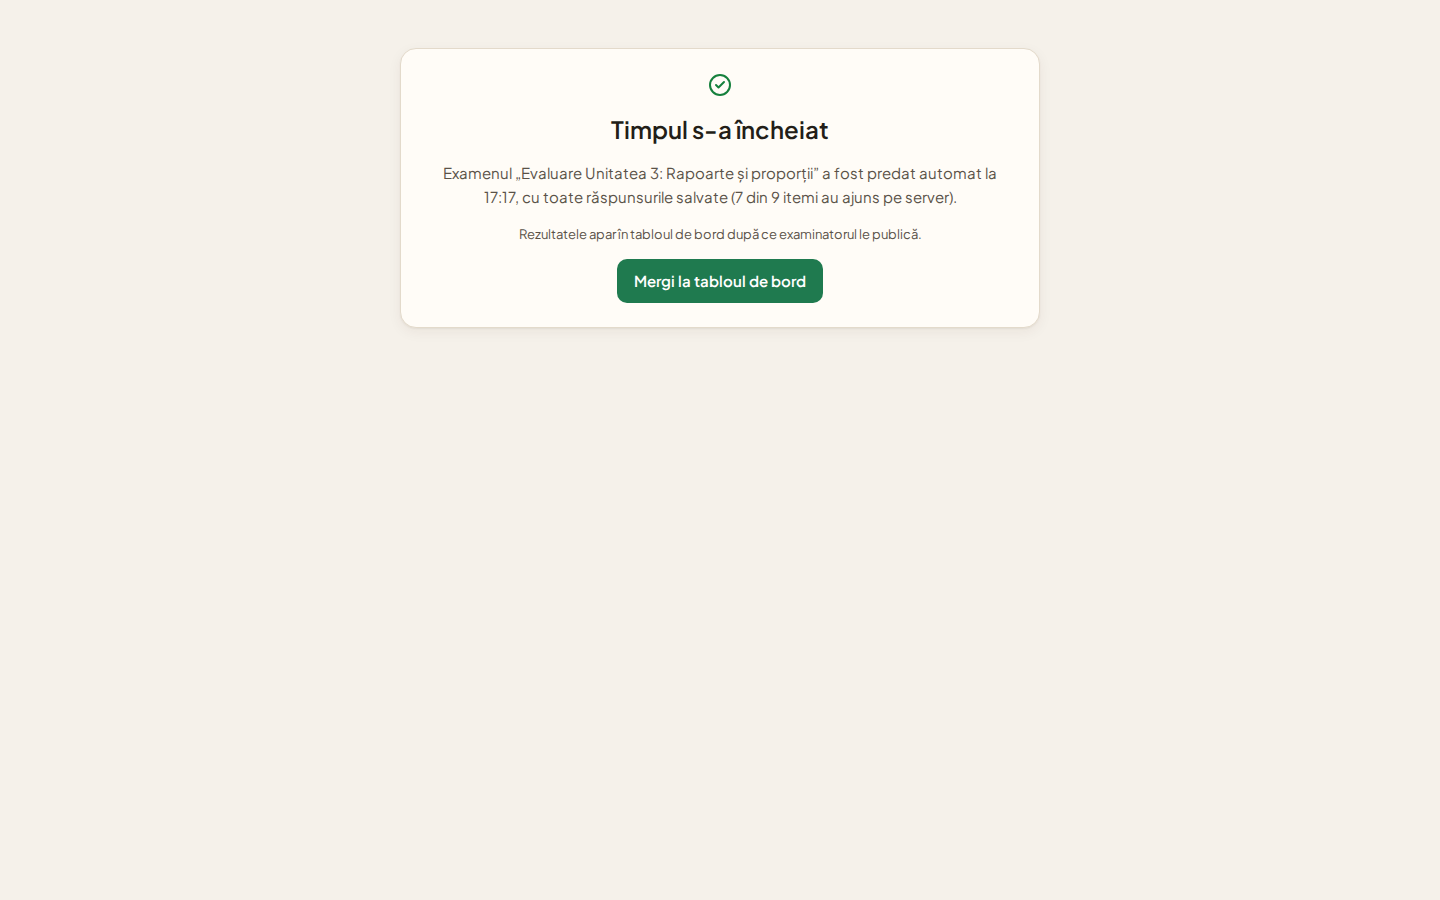 Timpul s-a încheiat
Examenul „Evaluare Unitatea 3: Rapoarte și proporții” a fost predat automat la
17:17, cu toate răspunsurile salvate (7 din 9 itemi au ajuns pe server).
Rezultatele apar în tabloul de bord după ce examinatorul le publică.
Mergi la tabloul de bord